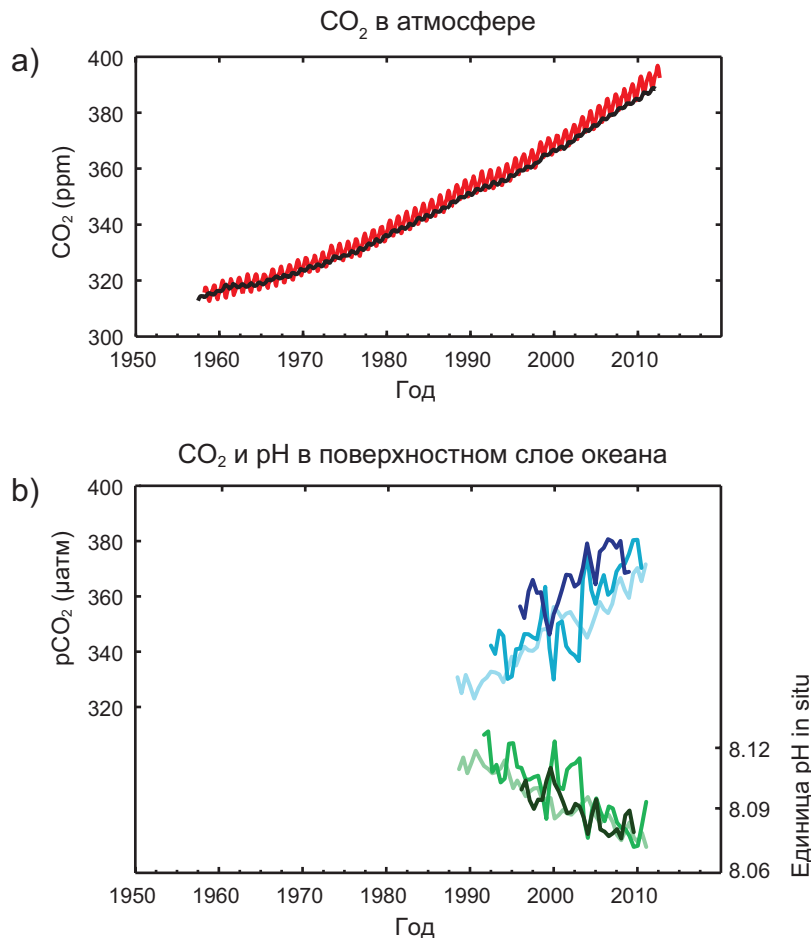 CO₂ в атмосфере
a)
400
380
360
340
320
300
CO₂ (ppm)
1950 1960 1970 1980 1990 2000 2010
Год
CO₂ и pH в поверхностном слое океана
b)
400
380
360
340
320
pCO₂ (μатм)
8.12
8.09
8.06
Единица pH in situ
1950 1960 1970 1980 1990 2000 2010
Год